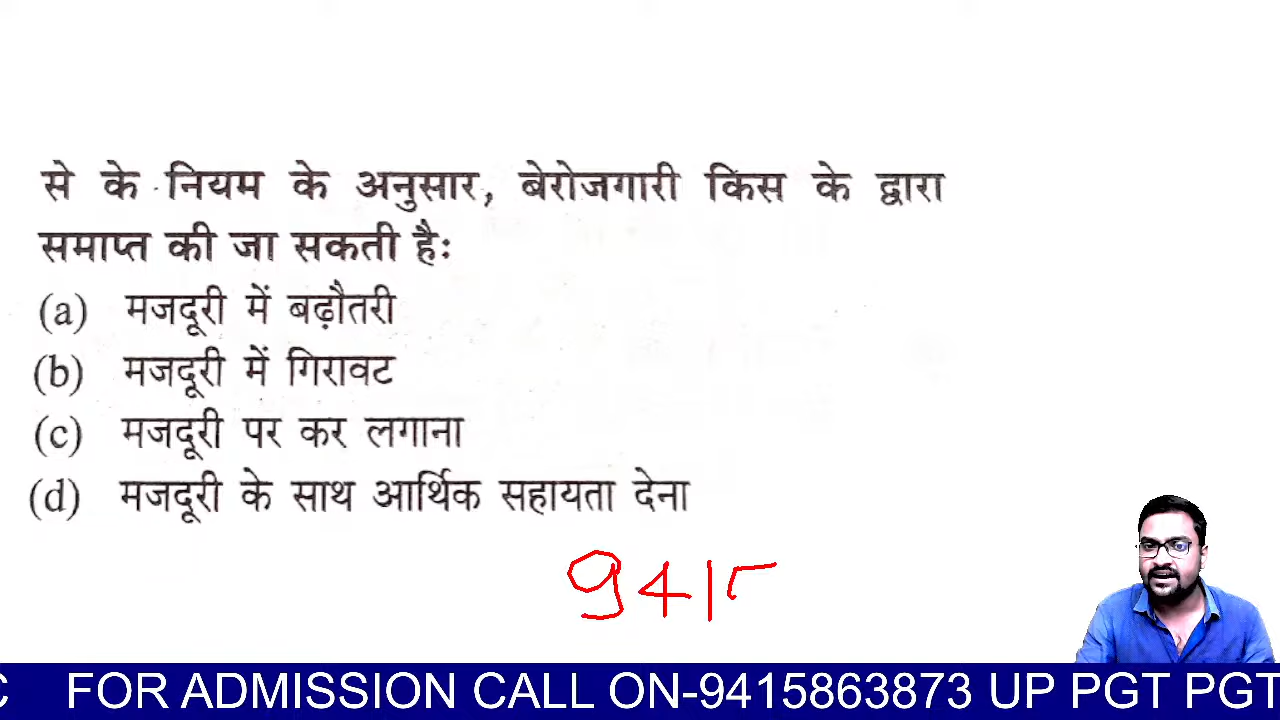 से के नियम के अनुसार, बेरोजगारी किस के द्वारा
समाप्त की जा सकती है:
(a) मजदूरी में बढ़ौतरी
(b) मजदूरी में गिरावट
(c) मजदूरी पर कर लगाना
(d) मजदूरी के साथ आर्थिक सहायता देना
941
C FOR ADMISSION CALL ON-9415863873 UP PGT PGT